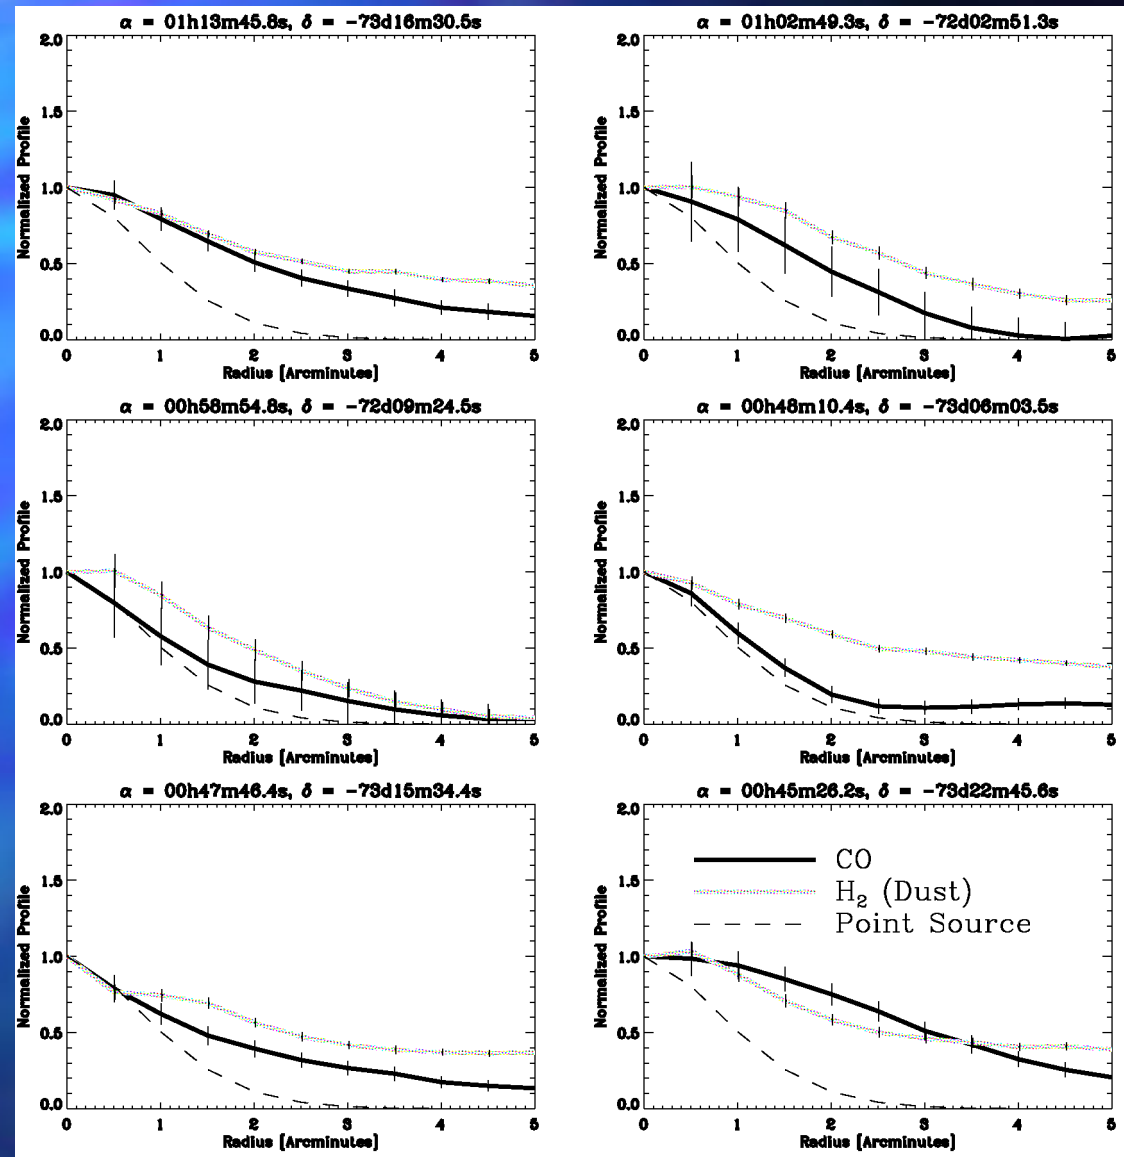 α = 01h13m45.8s, δ = -73d16m30.5s
2.0
1.5
1.0
0.5
0.0
Normalized Profile
0 1 2 3 4 5
Radius [Arcminutes]
α = 01h02m49.3s, δ = -72d02m51.3s
2.0
1.5
1.0
0.5
0.0
Normalized Profile
0 1 2 3 4 5
Radius [Arcminutes]
α = 00h58m54.8s, δ = -72d09m24.5s
2.0
1.5
1.0
0.5
0.0
Normalized Profile
0 1 2 3 4 5
Radius [Arcminutes]
α = 00h48m10.4s, δ = -73d06m03.5s
2.0
1.5
1.0
0.5
0.0
Normalized Profile
0 1 2 3 4 5
Radius [Arcminutes]
α = 00h47m46.4s, δ = -73d15m34.4s
2.0
1.5
1.0
0.5
0.0
Normalized Profile
0 1 2 3 4 5
Radius [Arcminutes]
α = 00h45m26.2s, δ = -73d22m45.6s
2.0
1.5
1.0
0.5
0.0
Normalized Profile
CO
H₂ (Dust)
Point Source
0 1 2 3 4 5
Radius [Arcminutes]